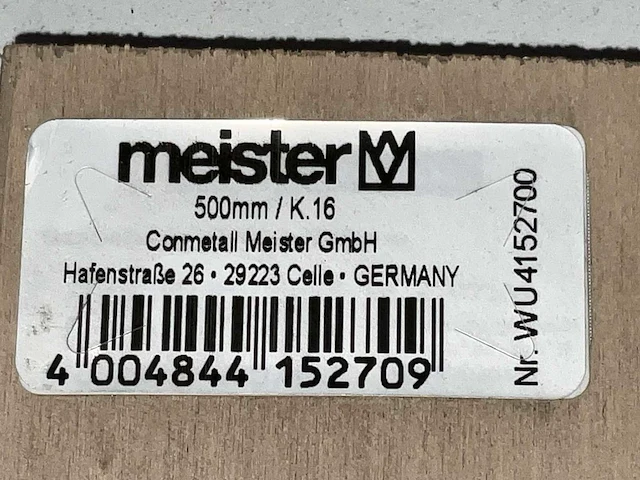 meister
500mm / K.16
Conmetall Meister GmbH
Hafenstraße 26 • 29223 Celle • GERMANY
4 004844 152709
Nr. WU4152700